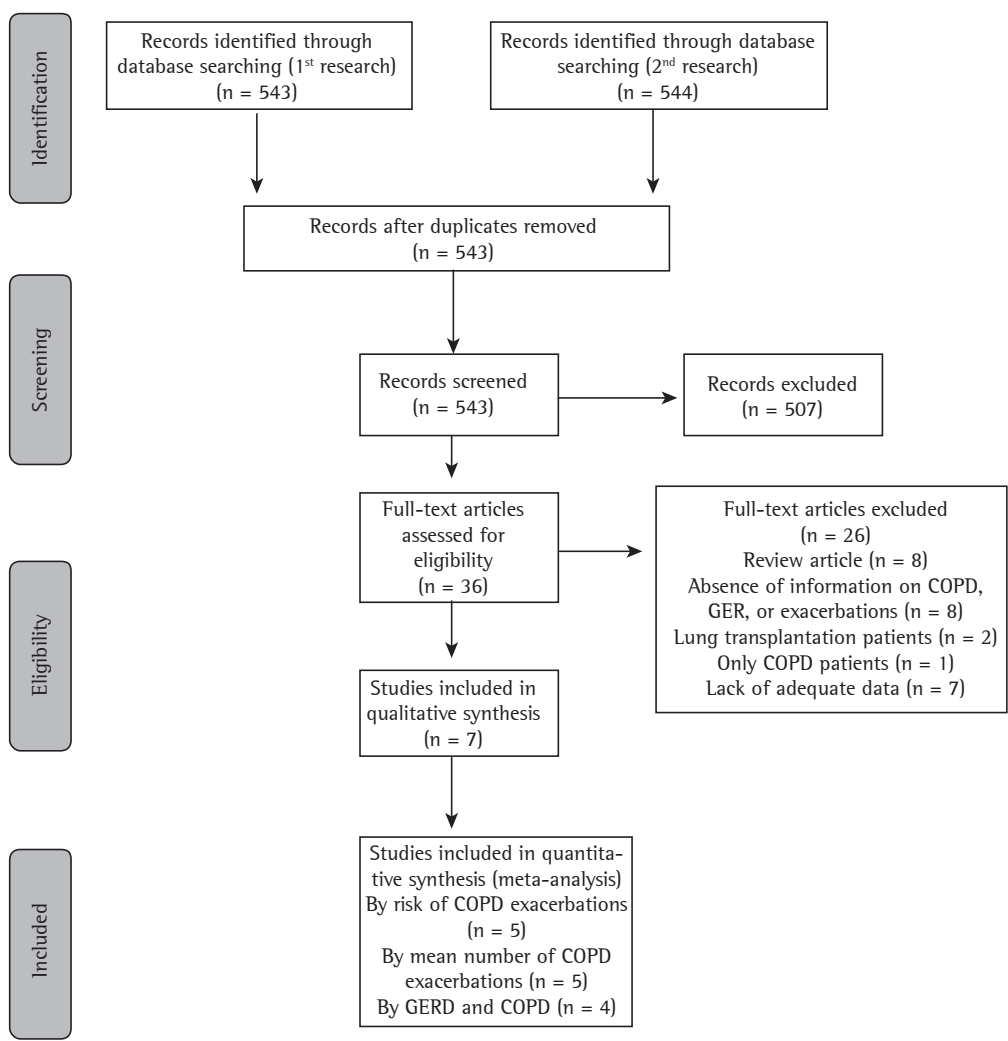 Identification
Records identified through
database searching (1st research)
(n = 543)
Records identified through database
searching (2nd research)
(n = 544)
Records after duplicates removed
(n = 543)
Screening
Records screened
(n = 543)
Records excluded
(n = 507)
Eligibility
Full-text articles
assessed for
eligibility
(n = 36)
Full-text articles excluded
(n = 26)
Review article (n = 8)
Absence of information on COPD,
GER, or exacerbations (n = 8)
Lung transplantation patients (n = 2)
Only COPD patients (n = 1)
Lack of adequate data (n = 7)
Studies included in
qualitative synthesis
(n = 7)
Included
Studies included in quantita-
tive synthesis (meta-analysis)
By risk of COPD exacerbations
(n = 5)
By mean number of COPD
exacerbations (n = 5)
By GERD and COPD (n = 4)